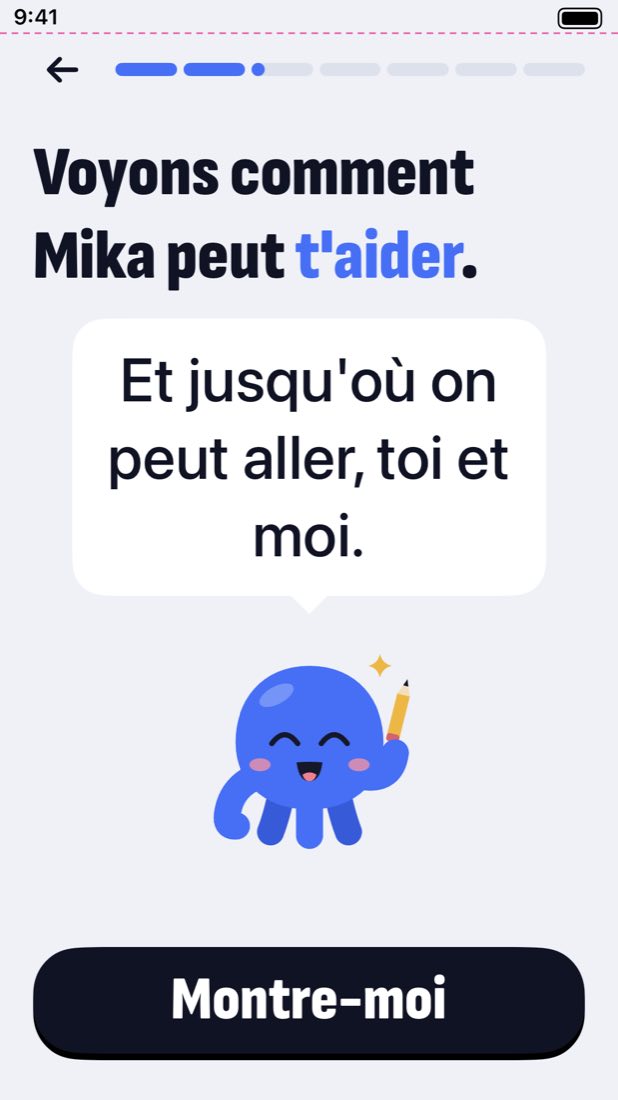 9:41
Voyons comment
Mika peut t'aider.
Et jusqu'où on
peut aller, toi et
moi.
Montre-moi